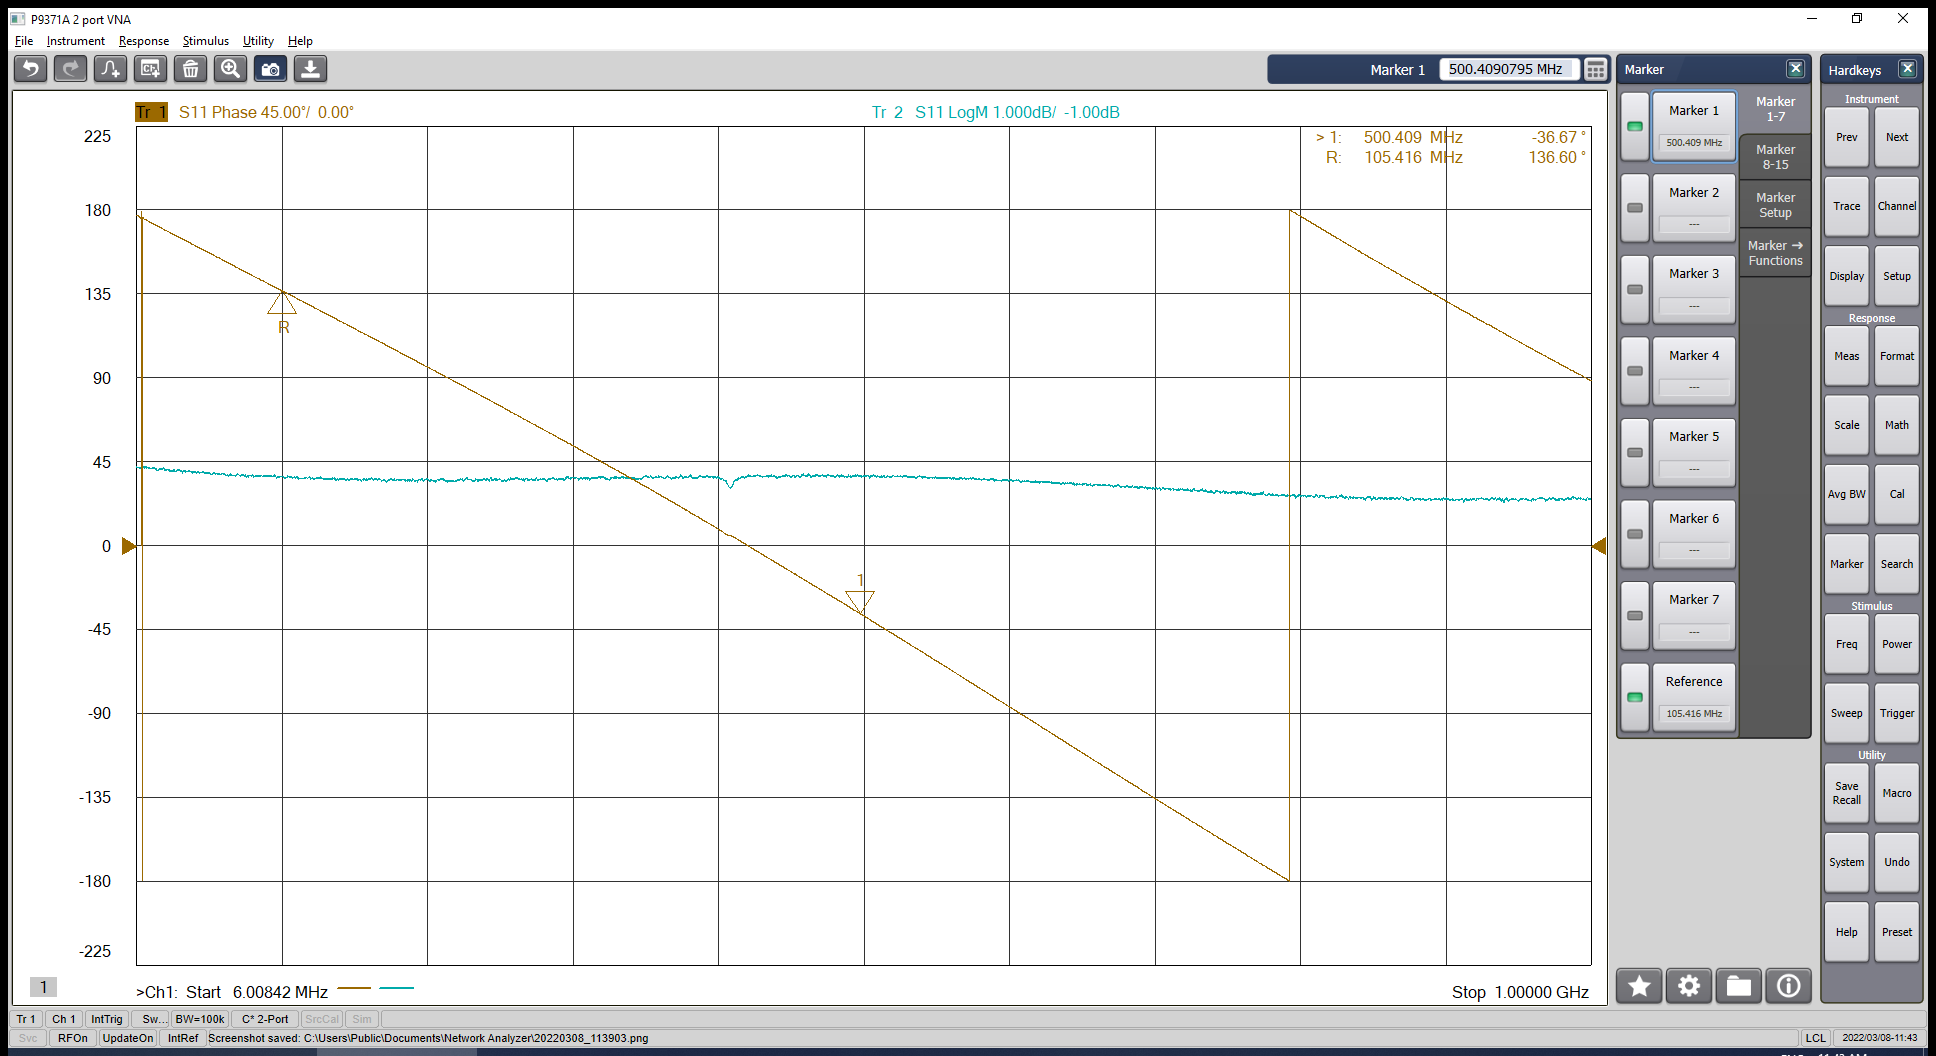 P9371A 2 port VNA
File Instrument Response Stimulus Utility Help
Marker 1 500.4090795 MHz
Tr 1 S11 Phase 45.00°/ 0.00°
Tr 2 S11 LogM 1.000dB/ -1.00dB
> 1: 500.409 MHz -36.67 °
R: 105.416 MHz 136.60 °
225
180
135
90
45
0
-45
-90
-135
-180
-225
R
1
1
>Ch1: Start 6.00842 MHz
Stop 1.00000 GHz
Marker
Marker 1
500.409 MHz
Marker 2
---
Marker 3
---
Marker 4
---
Marker 5
---
Marker 6
---
Marker 7
---
Reference
105.416 MHz
Marker
1-7
Marker
8-15
Marker
Setup
Marker →
Functions
Hardkeys
Instrument
Prev Next
Trace Channel
Display Setup
Response
Meas Format
Scale Math
Avg BW Cal
Marker Search
Stimulus
Freq Power
Sweep Trigger
Utility
Save
Recall
Macro
System Undo
Help Preset
Tr 1 Ch 1 IntTrig Sw... BW=100k C* 2-Port SrcCal Sim
Svc RFOn UpdateOn IntRef Screenshot saved: C:\Users\Public\Documents\Network Analyzer\20220308_113903.png
LCL 2022/03/08-11:43